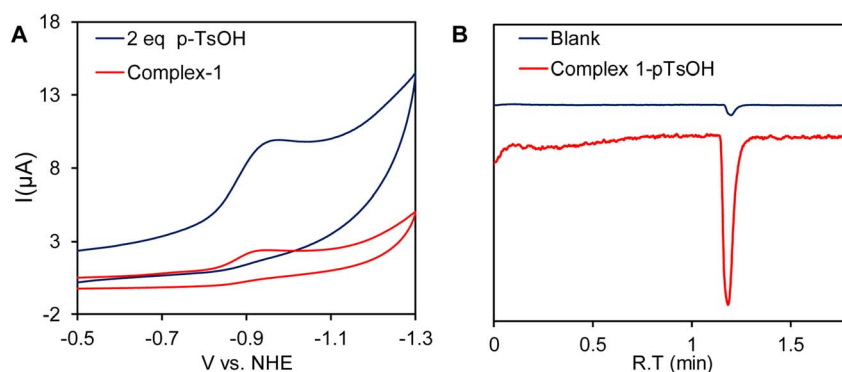 A
18
13
8
3
-2
I(μA)
2 eq p-TsOH
Complex-1
-0.5
-0.7
-0.9
-1.1
-1.3
V vs. NHE
B
Blank
Complex 1-pTsOH
0
0.5
1
1.5
R.T (min)